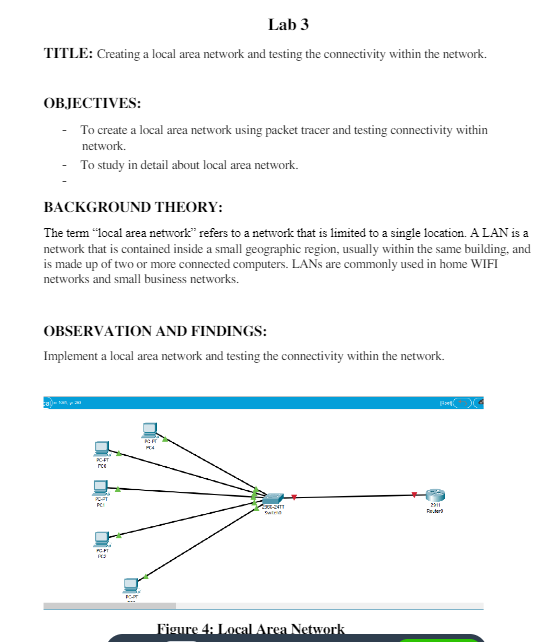 Lab 3
TITLE: Creating a local area network and testing the connectivity within the network.
OBJECTIVES:
- To create a local area network using packet tracer and testing connectivity within
network.
- To study in detail about local area network.
-
BACKGROUND THEORY:
The term “local area network” refers to a network that is limited to a single location. A LAN is a
network that is contained inside a small geographic region, usually within the same building, and
is made up of two or more connected computers. LANs are commonly used in home WIFI
networks and small business networks.
OBSERVATION AND FINDINGS:
Implement a local area network and testing the connectivity within the network.
[Root]
PC-PT
PC4
PC-PT
PC0
PC-PT
PC1
2960-24TT
Switch0
2911
Router0
PC-PT
PC2
PC-PT
Figure 4: Local Area Network